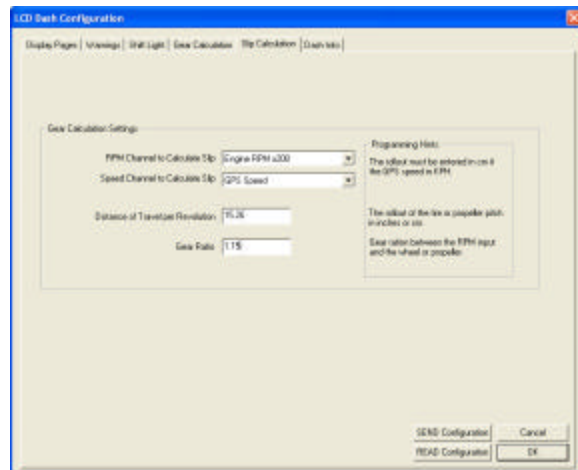 LCD Dash Configuration
Display Pages | Warnings | Shift Light | Gear Calculation | Slip Calculation | Dash Info
Gear Calculation Settings
RPM Channel to Calculate Slip Engine RPM x200
Speed Channel to Calculate Slip GPS Speed
Distance of Travel per Revolution 15.26
Gear Ratio 1.15
Programming Hints
The rollout must be entered in cm if
the GPS speed in KPH.
The rollout of the tire or propeller pitch
in inches or cm.
Gear ration between the RPM input
and the wheel or propeller.
SEND Configuration Cancel
READ Configuration OK